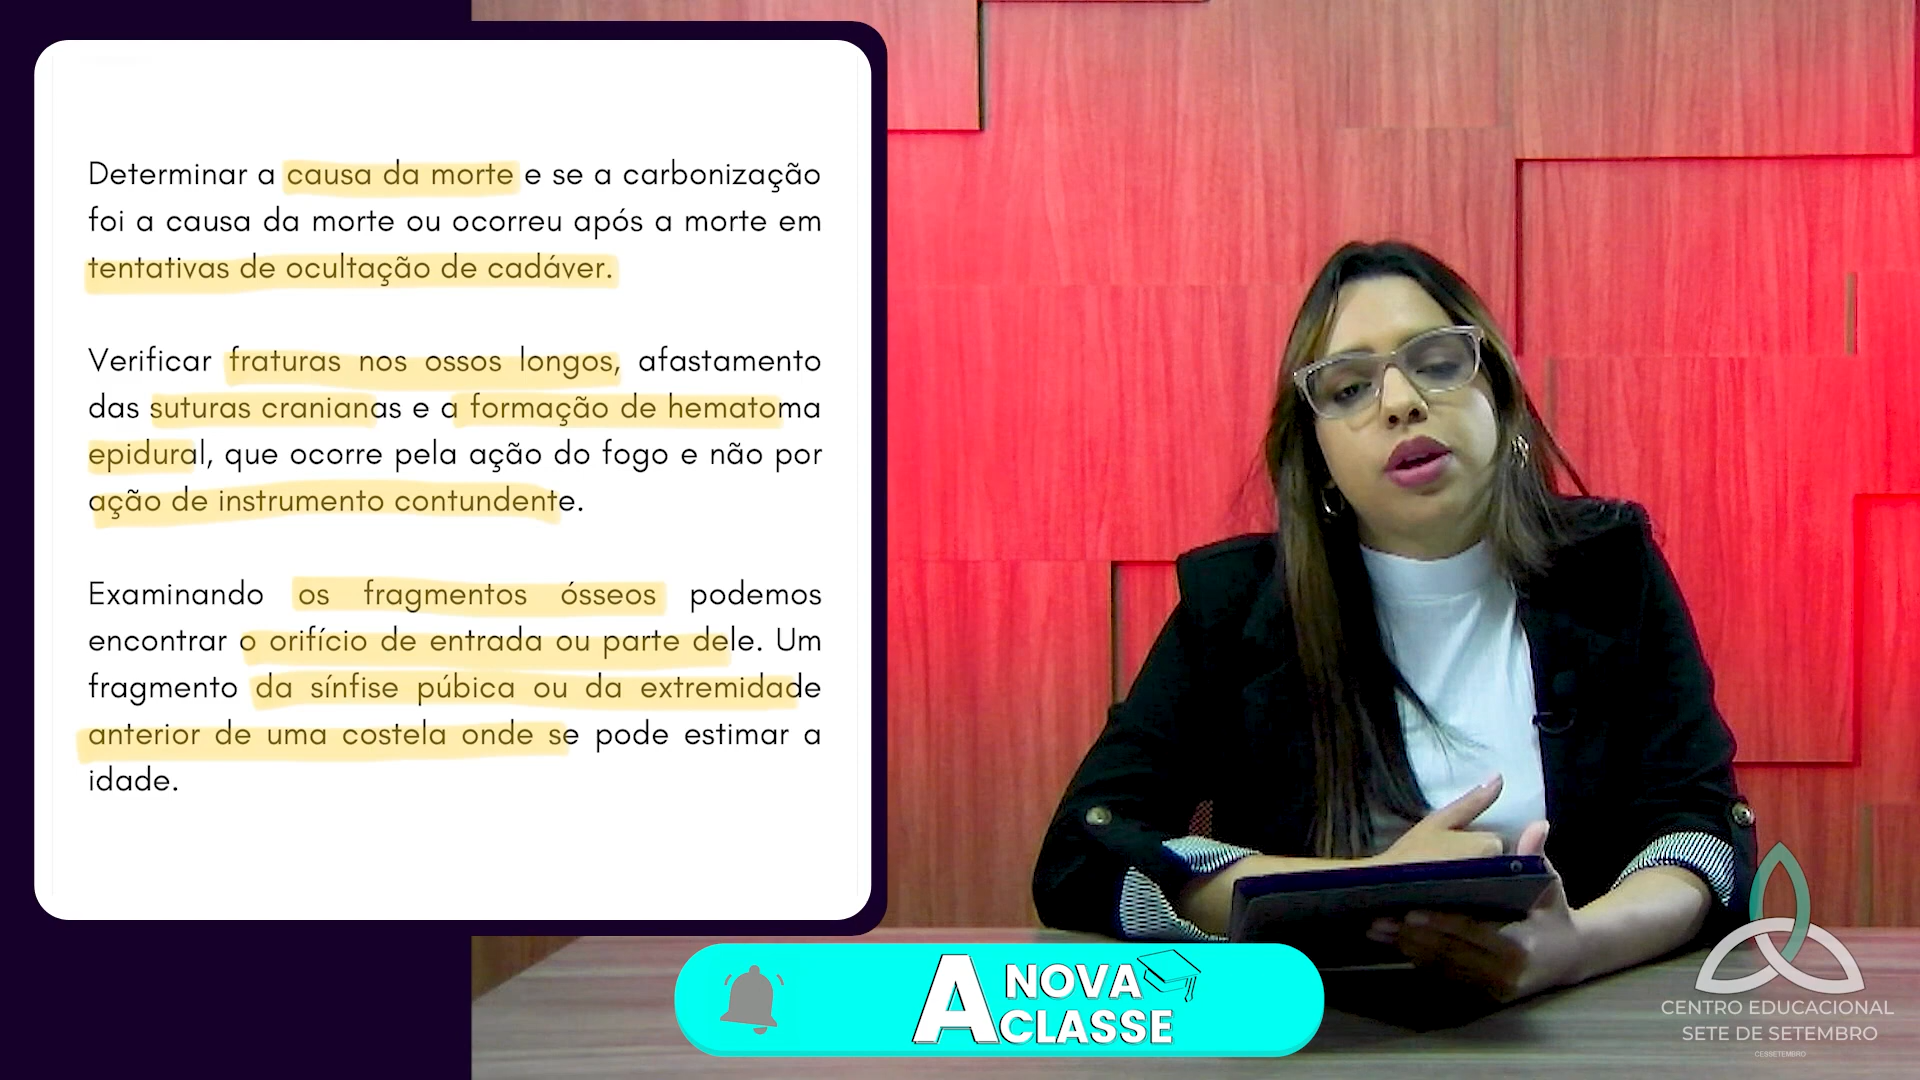 Determinar a causa da morte e se a carbonização
foi a causa da morte ou ocorreu após a morte em
tentativas de ocultação de cadáver.
Verificar fraturas nos ossos longos, afastamento
das suturas cranianas e a formação de hematoma
epidural, que ocorre pela ação do fogo e não por
ação de instrumento contundente.
Examinando os fragmentos ósseos podemos
encontrar o orifício de entrada ou parte dele. Um
fragmento da sínfise púbica ou da extremidade
anterior de uma costela onde se pode estimar a
idade.
A NOVA
CLASSE
CENTRO EDUCACIONAL
SETE DE SETEMBRO
CESSETEMBRO